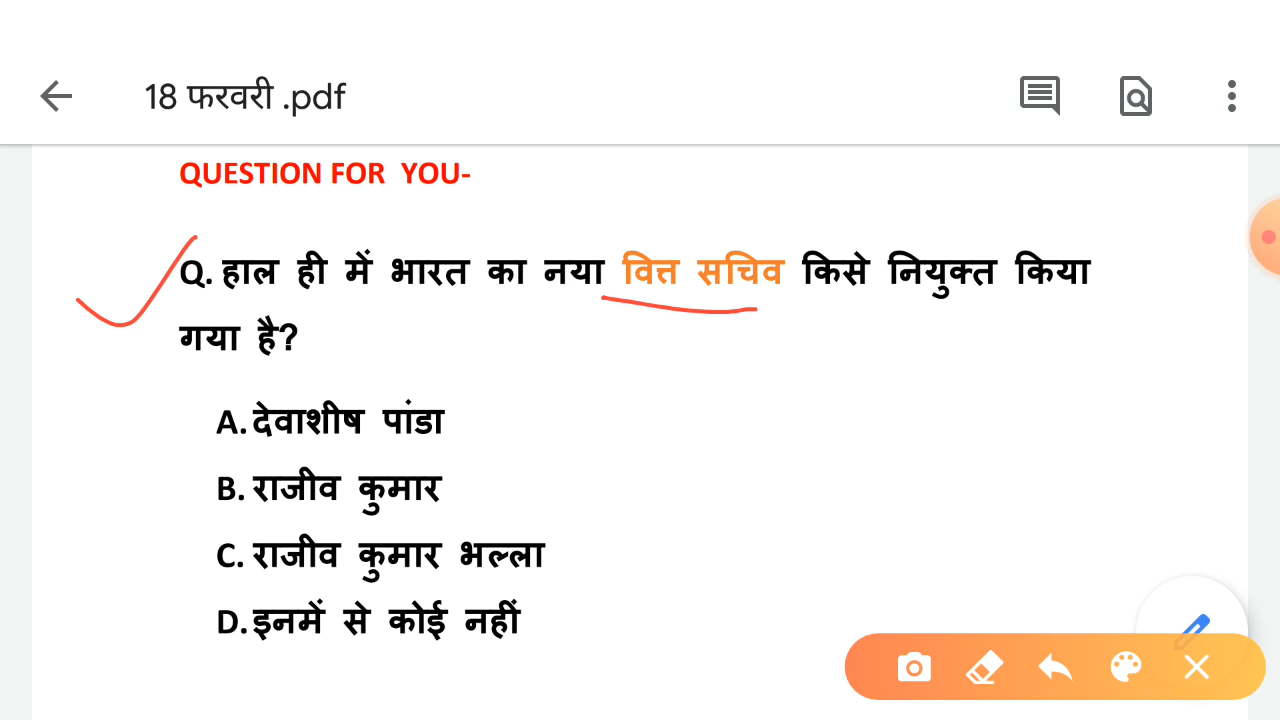 18 फरवरी .pdf
QUESTION FOR YOU-
Q. हाल ही में भारत का नया वित्त सचिव किसे नियुक्त किया
गया है?
A. देवाशीष पांडा
B. राजीव कुमार
C. राजीव कुमार भल्ला
D. इनमें से कोई नहीं